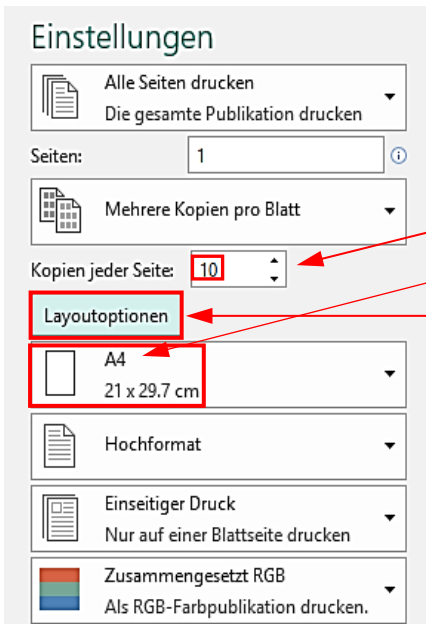 Einstellungen
Alle Seiten drucken
Die gesamte Publikation drucken
Seiten: 1
Mehrere Kopien pro Blatt
Kopien jeder Seite: 10
Layoutoptionen
A4
21 x 29.7 cm
Hochformat
Einseitiger Druck
Nur auf einer Blattseite drucken
Zusammengesetzt RGB
Als RGB-Farbpublikation drucken.